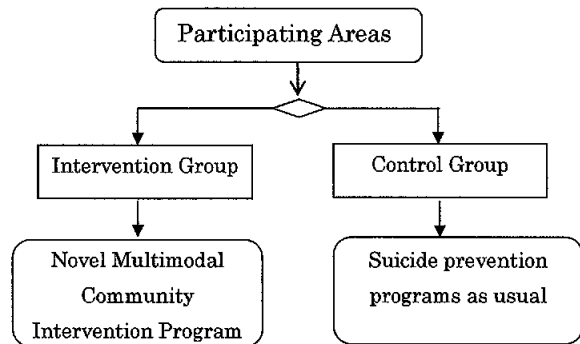 Participating Areas
Intervention Group
Control Group
Novel Multimodal
Community
Intervention Program
Suicide prevention
programs as usual